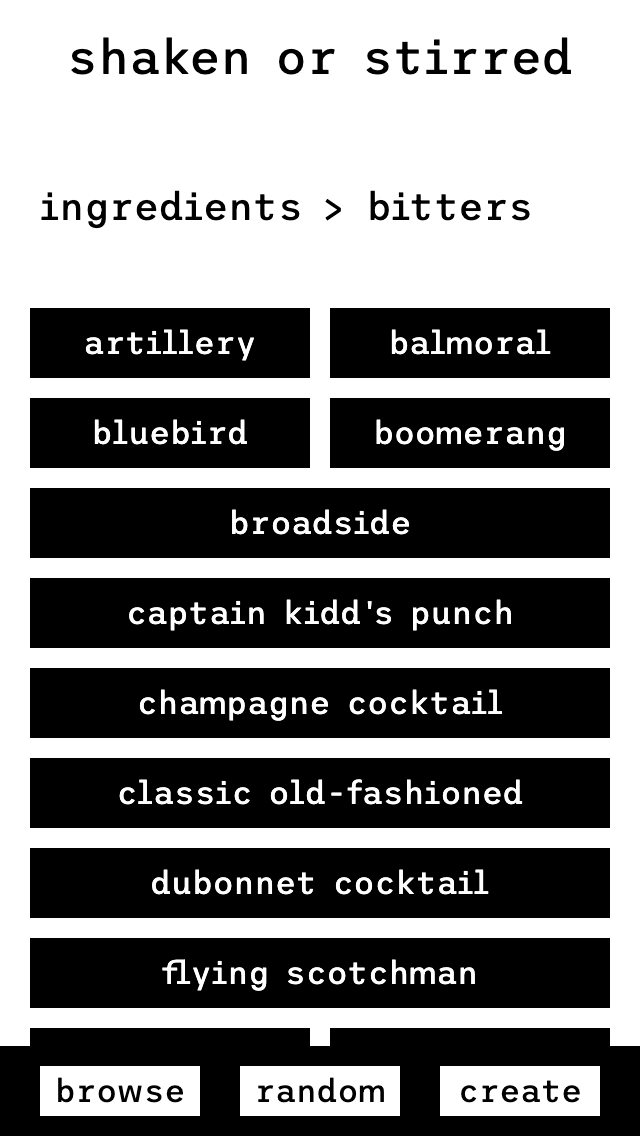 shaken or stirred
ingredients > bitters
artillery
balmoral
bluebird
boomerang
broadside
captain kidd's punch
champagne cocktail
classic old-fashioned
dubonnet cocktail
flying scotchman
browse
random
create